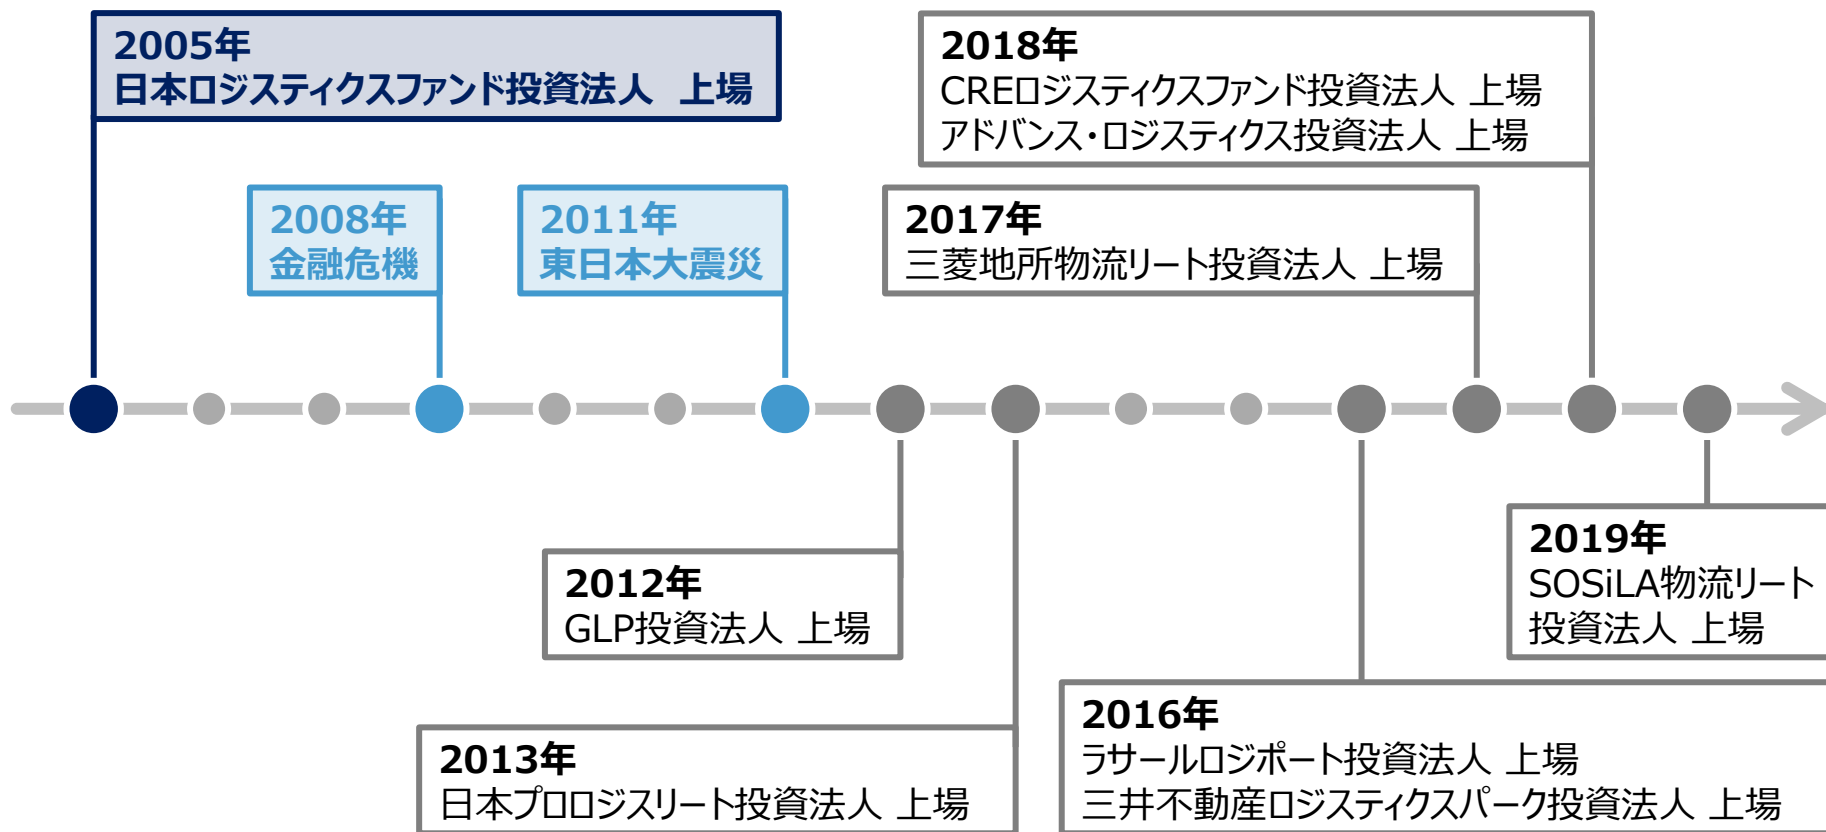 2005年
日本ロジスティクスファンド投資法人 上場
2008年
金融危機
2011年
東日本大震災
2018年
CREロジスティクスファンド投資法人 上場
アドバンス・ロジスティクス投資法人 上場
2017年
三菱地所物流リート投資法人 上場
2012年
GLP投資法人 上場
2013年
日本プロロジスリート投資法人 上場
2019年
SOSiLA物流リート
投資法人 上場
2016年
ラサールロジポート投資法人 上場
三井不動産ロジスティクスパーク投資法人 上場